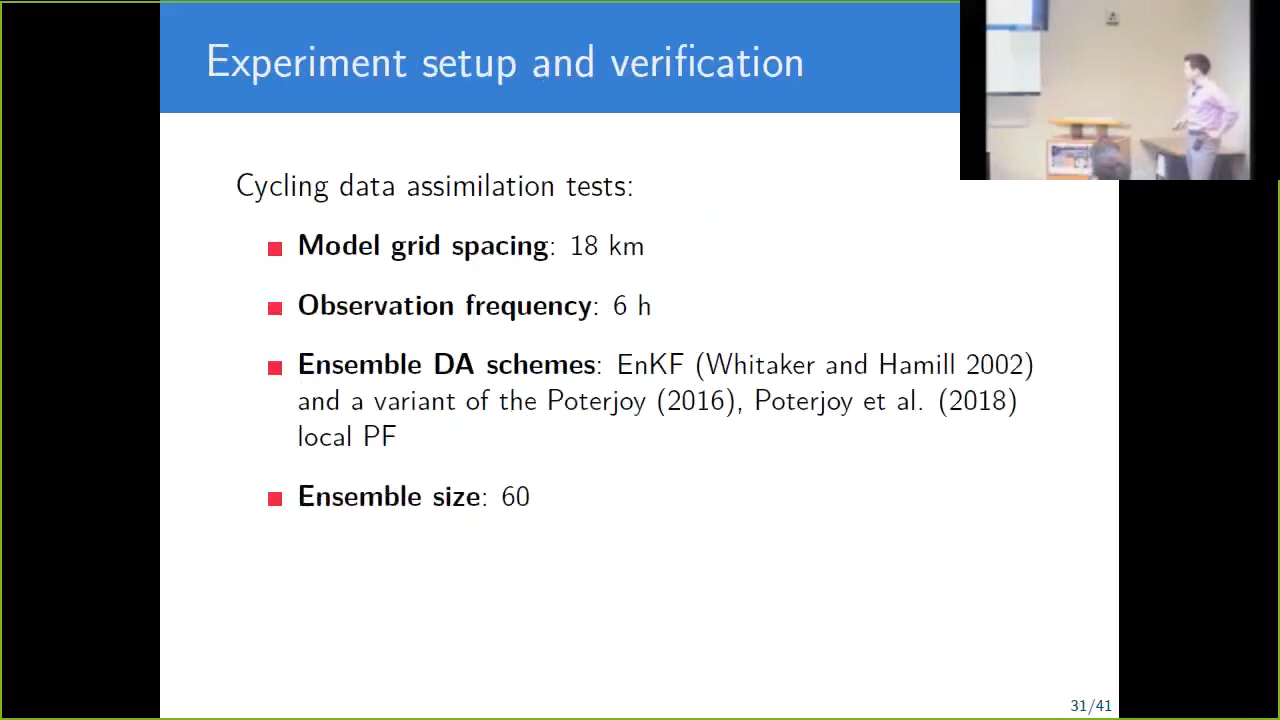 Experiment setup and verification
Cycling data assimilation tests:
Model grid spacing: 18 km
Observation frequency: 6 h
Ensemble DA schemes: EnKF (Whitaker and Hamill 2002)
and a variant of the Poterjoy (2016), Poterjoy et al. (2018)
local PF
Ensemble size: 60
31/41